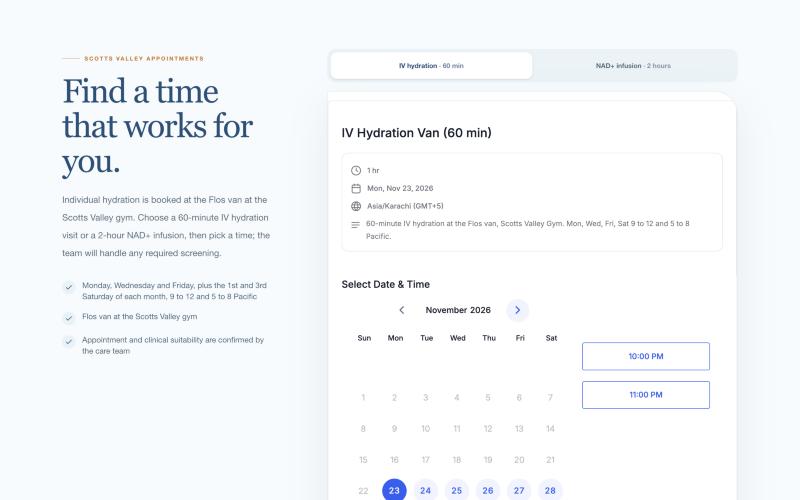 SCOTTS VALLEY APPOINTMENTS
Find a time
that works for
you.
Individual hydration is booked at the Flos van at the
Scotts Valley gym. Choose a 60-minute IV hydration
visit or a 2-hour NAD+ infusion, then pick a time; the
team will handle any required screening.
Monday, Wednesday and Friday, plus the 1st and 3rd
Saturday of each month, 9 to 12 and 5 to 8 Pacific
Flos van at the Scotts Valley gym
Appointment and clinical suitability are confirmed by
the care team
IV hydration · 60 min
NAD+ infusion · 2 hours
IV Hydration Van (60 min)
1 hr
Mon, Nov 23, 2026
Asia/Karachi (GMT+5)
60-minute IV hydration at the Flos van, Scotts Valley Gym. Mon, Wed, Fri, Sat 9 to 12 and 5 to 8
Pacific.
Select Date & Time
November 2026
Sun Mon Tue Wed Thu Fri Sat
1 2 3 4 5 6 7
8 9 10 11 12 13 14
15 16 17 18 19 20 21
22 23 24 25 26 27 28
10:00 PM
11:00 PM